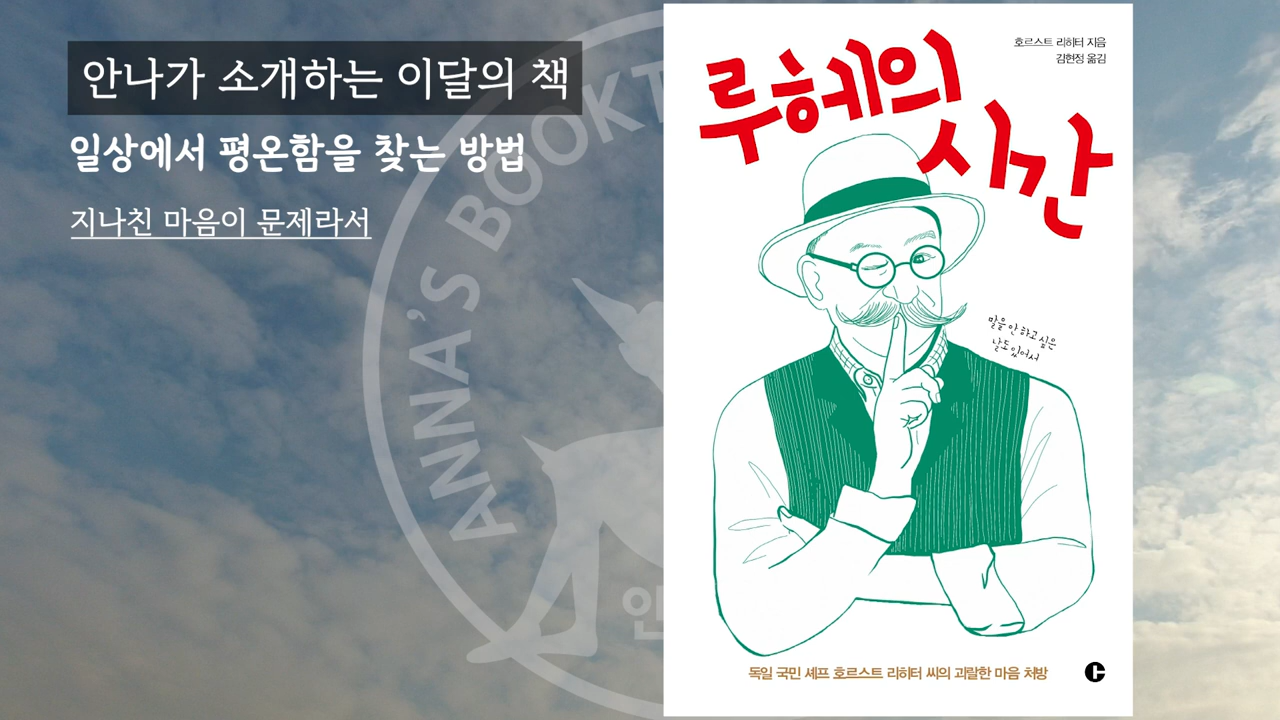 안나가 소개하는 이달의 책
일상에서 평온함을 찾는 방법
지나친 마음이 문제라서
ANNA'S BOOKT
안
호르스트 리히터 지음
김현정 옮김
루헤의
시간
말을 안 하고 싶은
날도 있어서
독일 국민 셰프 호르스트 리히터 씨의 괴랄한 마음 처방